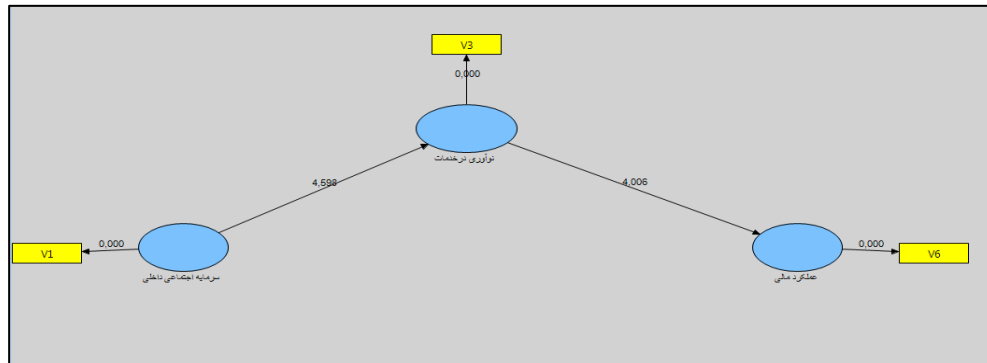 V3
0,000
نوآوری درخدمات
4,598
4,006
V1
0,000
سرمایه اجتماعی داخلی
0,000
V6
عملکرد مالی